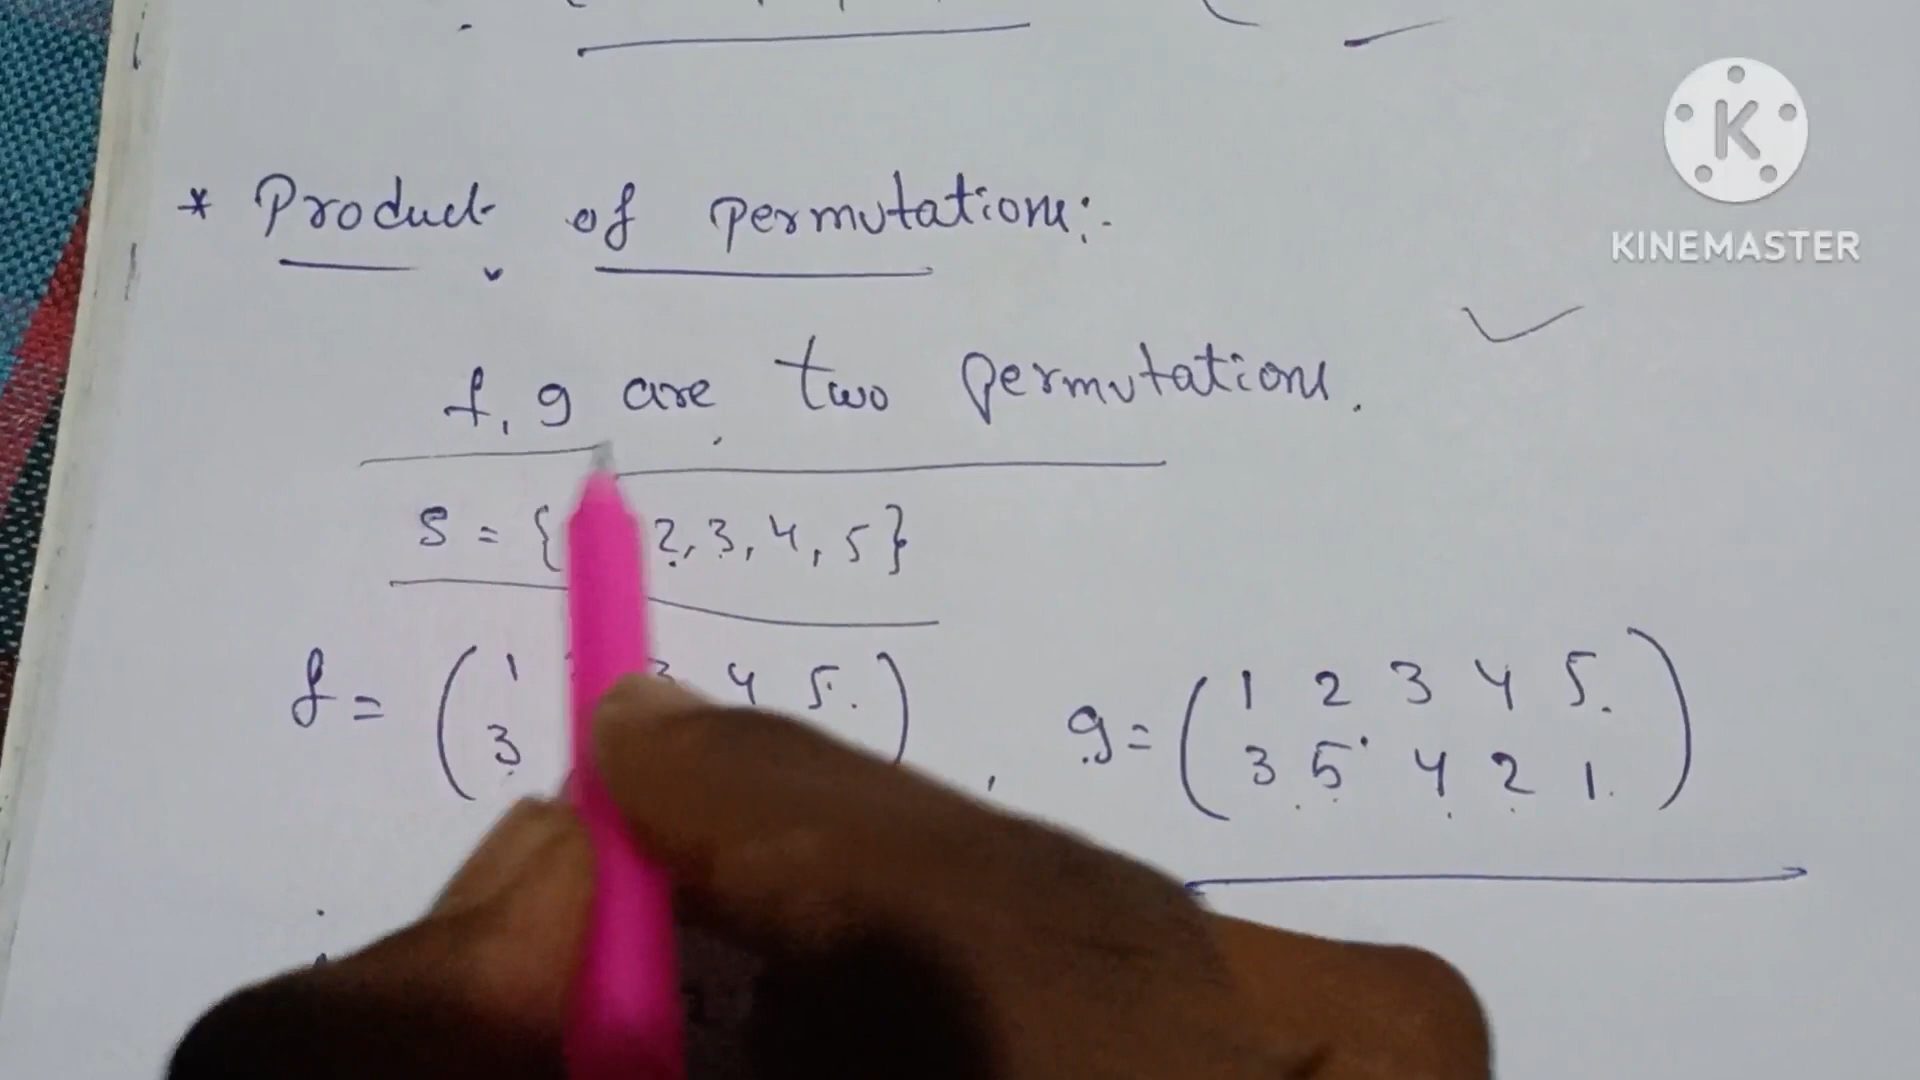 * Product of permutations:.
K
KINEMASTER
f, g are two permutations.
S = { 2, 3, 4, 5}
f = ( 1 3 4 5. )
3
, g = ( 1 2 3 4 5. )
3 5 4 2 1.